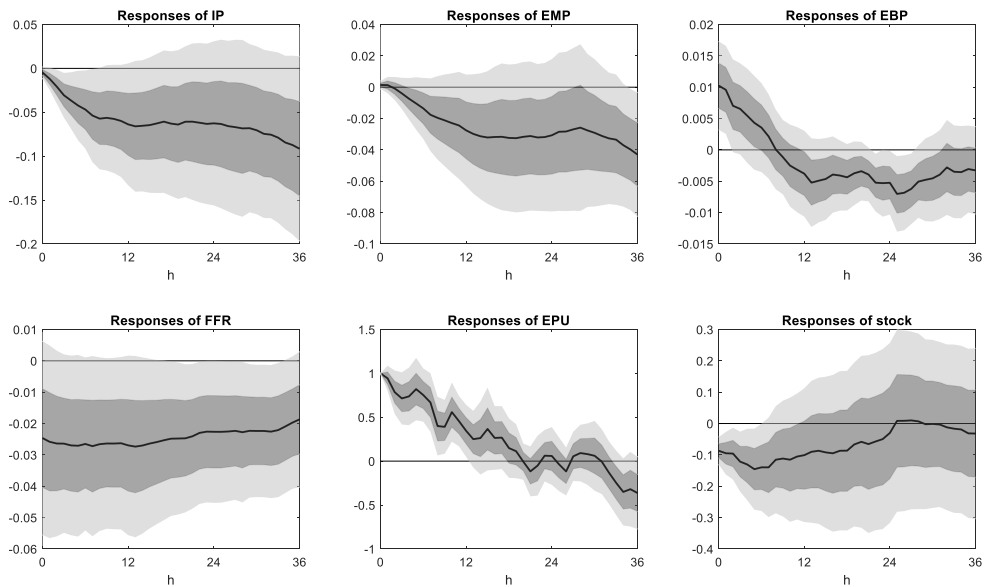 Responses of IP
0.05
0
-0.05
-0.1
-0.15
-0.2
0 12 24 36
h
Responses of EMP
0.04
0.02
0
-0.02
-0.04
-0.06
-0.08
-0.1
0 12 24 36
h
Responses of EBP
0.02
0.015
0.01
0.005
0
-0.005
-0.01
-0.015
0 12 24 36
h
Responses of FFR
0.01
0
-0.01
-0.02
-0.03
-0.04
-0.05
-0.06
0 12 24 36
h
Responses of EPU
1.5
1
0.5
0
-0.5
-1
0 12 24 36
h
Responses of stock
0.3
0.2
0.1
0
-0.1
-0.2
-0.3
-0.4
0 12 24 36
h